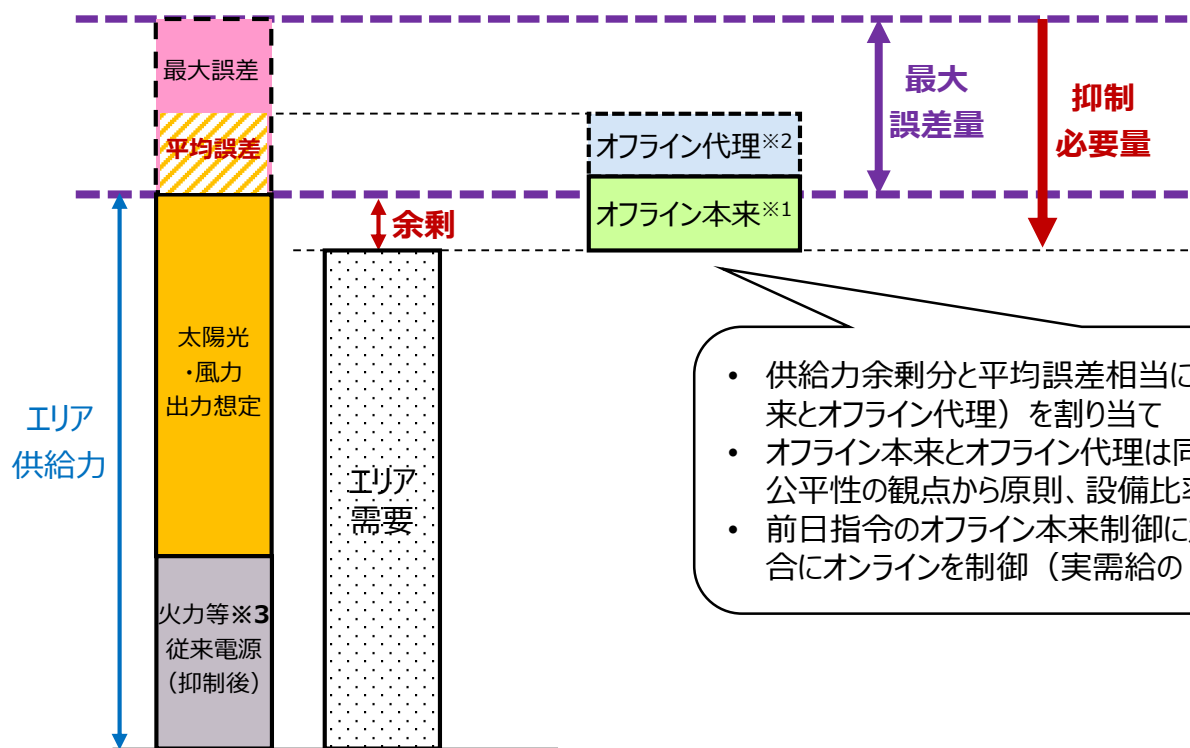 最大誤差
平均誤差
太陽光
・風力
出力想定
火力等※3
従来電源
（抑制後）
エリア
供給力
余剰
エリア
需要
オフライン代理※2
オフライン本来※1
最大
誤差量
抑制
必要量
• 供給力余剰分と平均誤差相当に
来とオフライン代理）を割り当て
• オフライン本来とオフライン代理は同
公平性の観点から原則、設備比
• 前日指令のオフライン本来制御に
合にオンラインを制御（実需給の